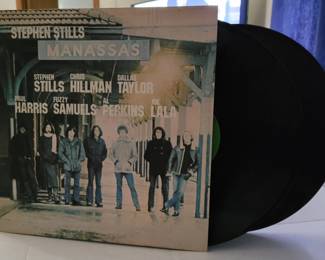 STEPHEN STILLS
MANASSAS
STEPHEN STILLS CHRIS HILLMAN DALLAS TAYLOR
PAUL HARRIS FUZZY SAMUELS AL PERKINS JOE LALA